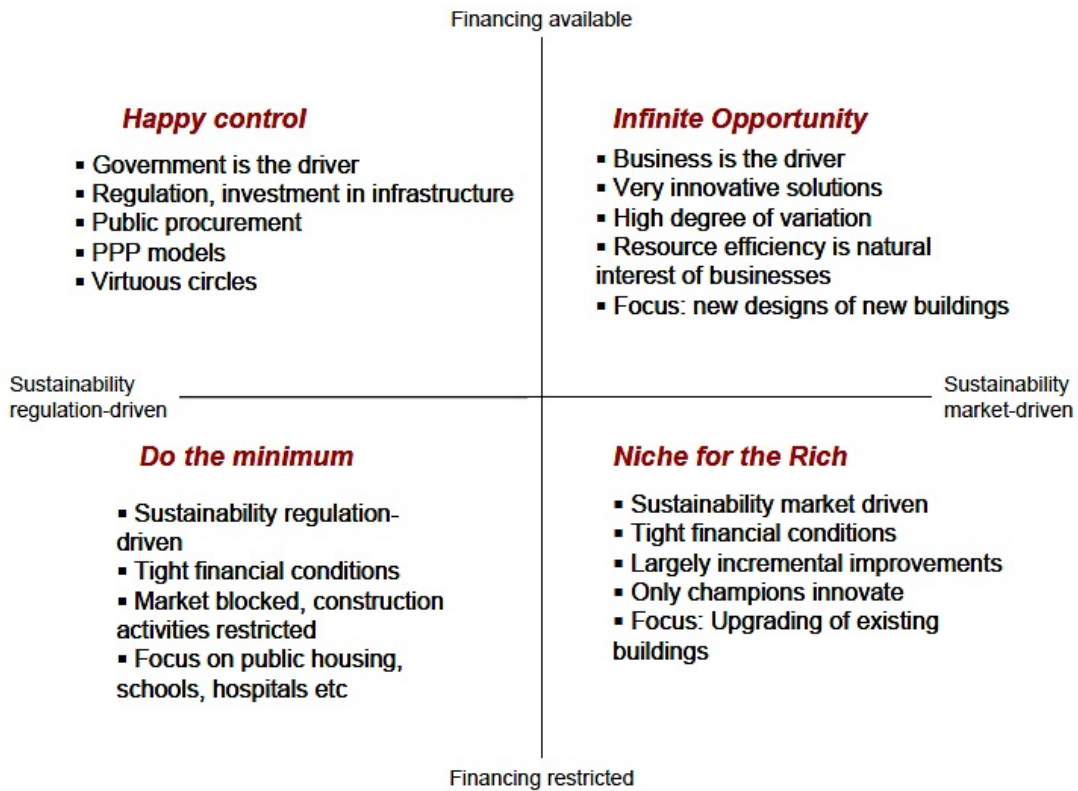 Financing available
Happy control
▪ Government is the driver
▪ Regulation, investment in infrastructure
▪ Public procurement
▪ PPP models
▪ Virtuous circles
Infinite Opportunity
▪ Business is the driver
▪ Very innovative solutions
▪ High degree of variation
▪ Resource efficiency is natural
interest of businesses
▪ Focus: new designs of new buildings
Sustainability
regulation-driven
Sustainability
market-driven
Do the minimum
▪ Sustainability regulation-
driven
▪ Tight financial conditions
▪ Market blocked, construction
activities restricted
▪ Focus on public housing,
schools, hospitals etc
Niche for the Rich
▪ Sustainability market driven
▪ Tight financial conditions
▪ Largely incremental improvements
▪ Only champions innovate
▪ Focus: Upgrading of existing
buildings
Financing restricted